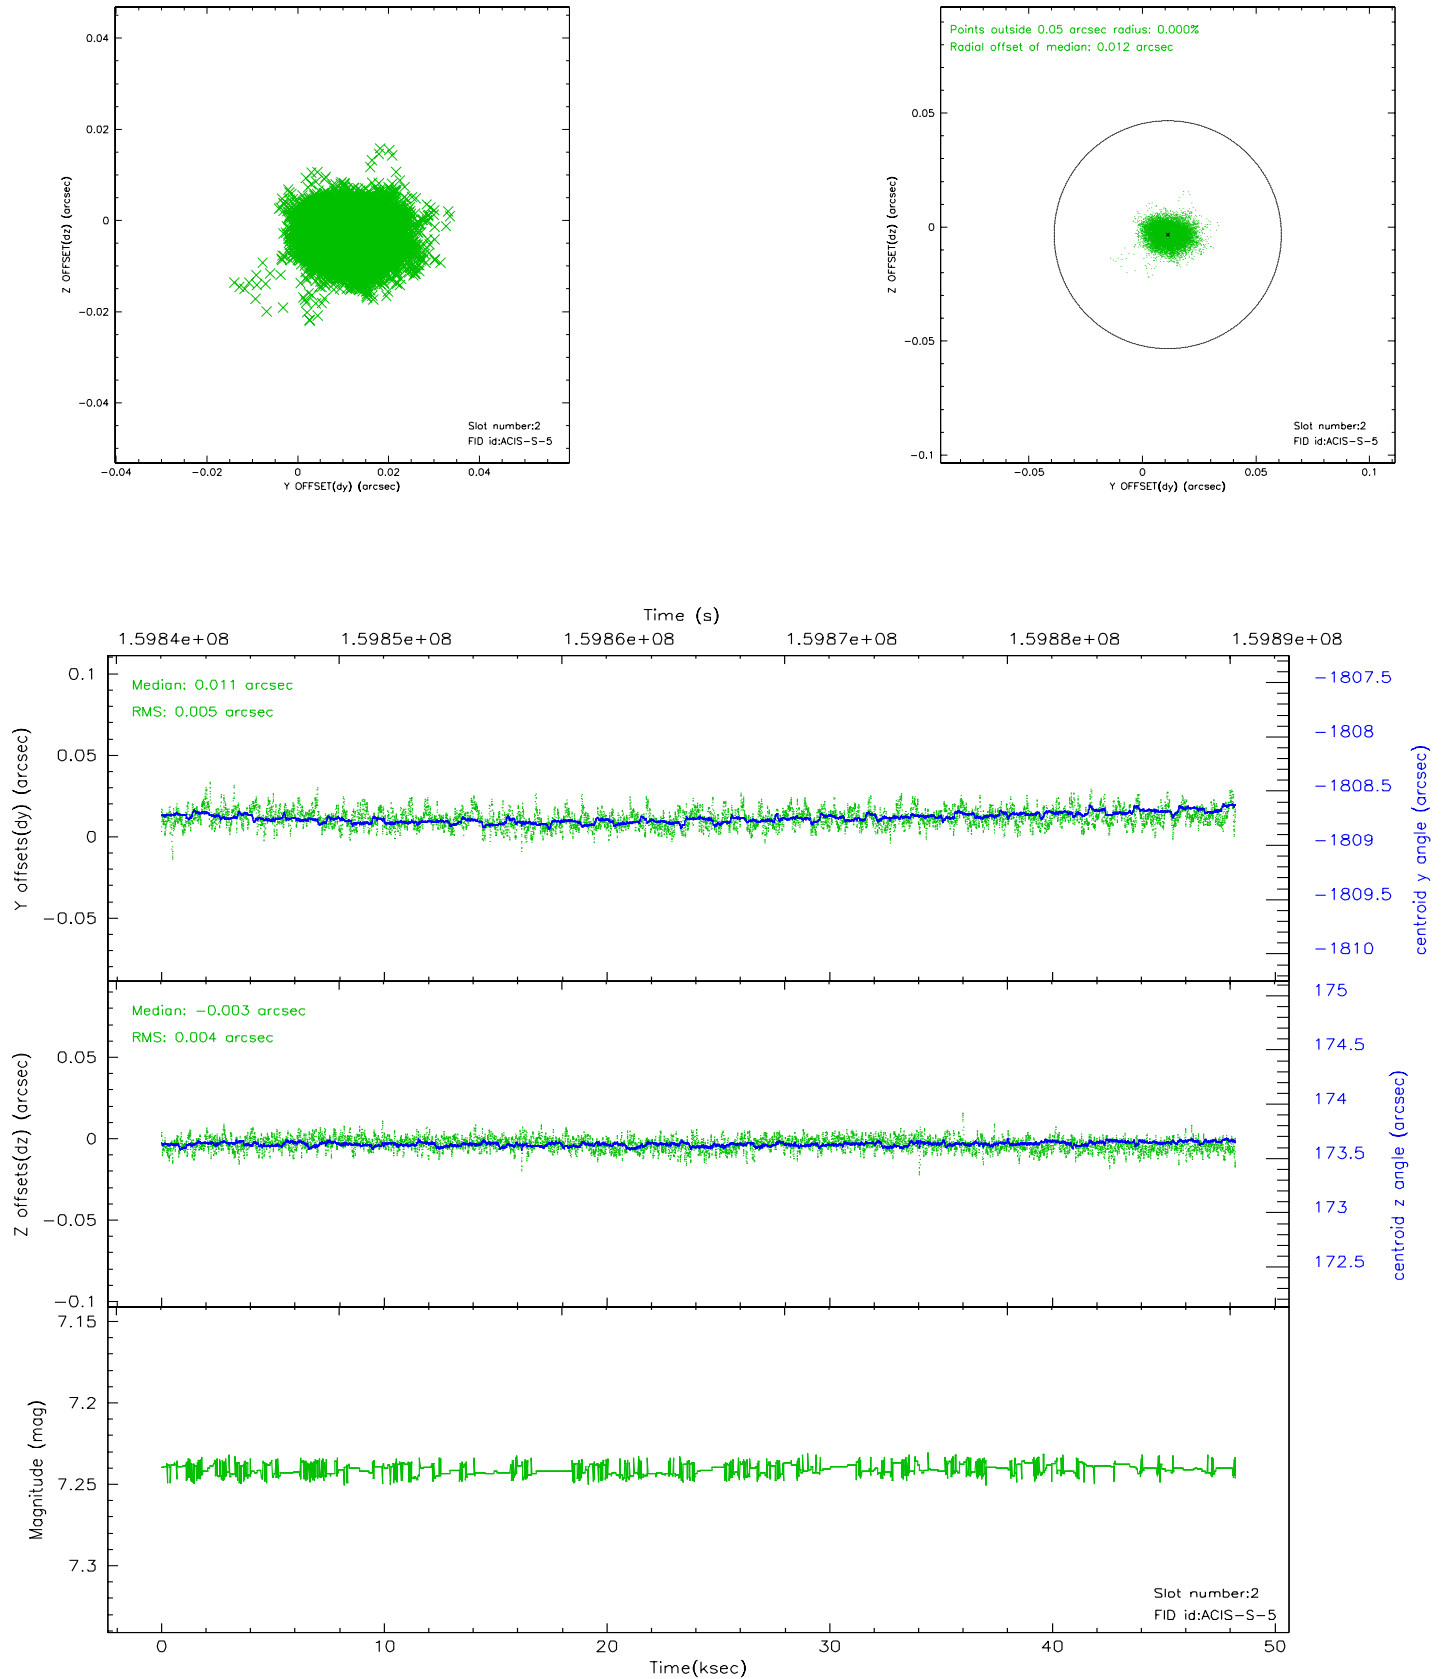 0.04
0.02
0
-0.02
-0.04
Z OFFSET(dz) (arcsec)
Slot number:2
FID id:ACIS-S-5
-0.04
-0.02
0
0.02
0.04
Y OFFSET(dy) (arcsec)
Points outside 0.05 arcsec radius: 0.000%
Radial offset of median: 0.012 arcsec
0.05
0
-0.05
-0.1
Z OFFSET(dz) (arcsec)
Slot number:2
FID id:ACIS-S-5
-0.05
0
0.05
0.1
Y OFFSET(dy) (arcsec)
Time (s)
1.5984e+08
1.5985e+08
1.5986e+08
1.5987e+08
1.5988e+08
1.5989e+08
Median: 0.011 arcsec
RMS: 0.005 arcsec
0.1
0.05
0
-0.05
Y offsets(dy) (arcsec)
-1807.5
-1808
-1808.5
-1809
-1809.5
-1810
centroid y angle (arcsec)
Median: -0.003 arcsec
RMS: 0.004 arcsec
0.05
0
-0.05
-0.1
Z offsets(dz) (arcsec)
175
174.5
174
173.5
173
172.5
centroid z angle (arcsec)
7.15
7.2
7.25
7.3
Magnitude (mag)
Slot number:2
FID id:ACIS-S-5
0
10
20
30
40
50
Time(ksec)